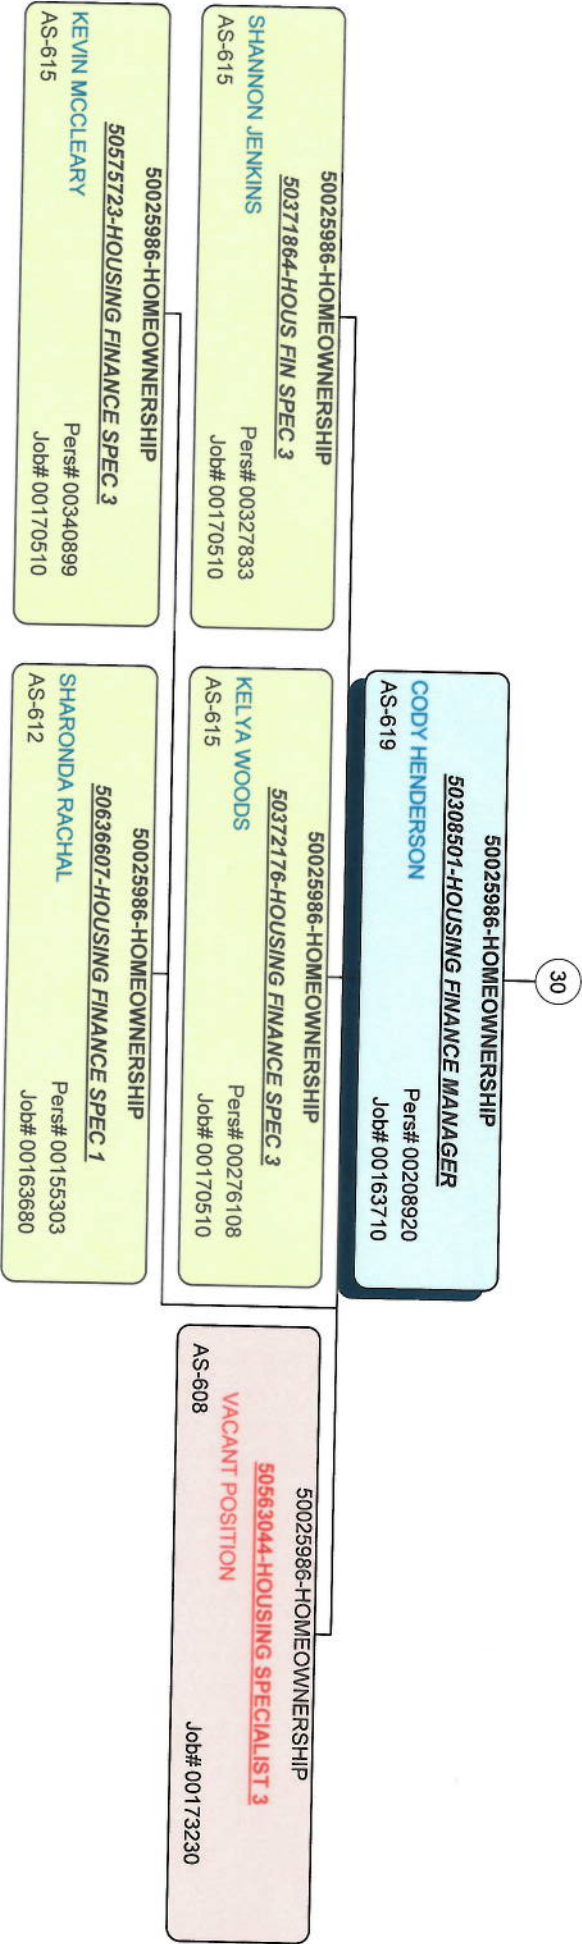 30
50025986-HOMEOWNERSHIP
50308501-HOUSING FINANCE MANAGER
CODY HENDERSON
Pers# 00208920
AS-619
Job# 00163710
50025986-HOMEOWNERSHIP
50371864-HOUS FIN SPEC 3
SHANNON JENKINS
Pers# 00327833
AS-615
Job# 00170510
50025986-HOMEOWNERSHIP
50372176-HOUSING FINANCE SPEC 3
KELYA WOODS
Pers# 00276108
AS-615
Job# 00170510
50025986-HOMEOWNERSHIP
50563044-HOUSING SPECIALIST 3
VACANT POSITION
AS-608
Job# 00173230
50025986-HOMEOWNERSHIP
50575723-HOUSING FINANCE SPEC 3
KEVIN MCCLEARY
Pers# 00340899
AS-615
Job# 00170510
50025986-HOMEOWNERSHIP
50636607-HOUSING FINANCE SPEC 1
SHARONDA RACHAL
Pers# 00155303
AS-612
Job# 00163680